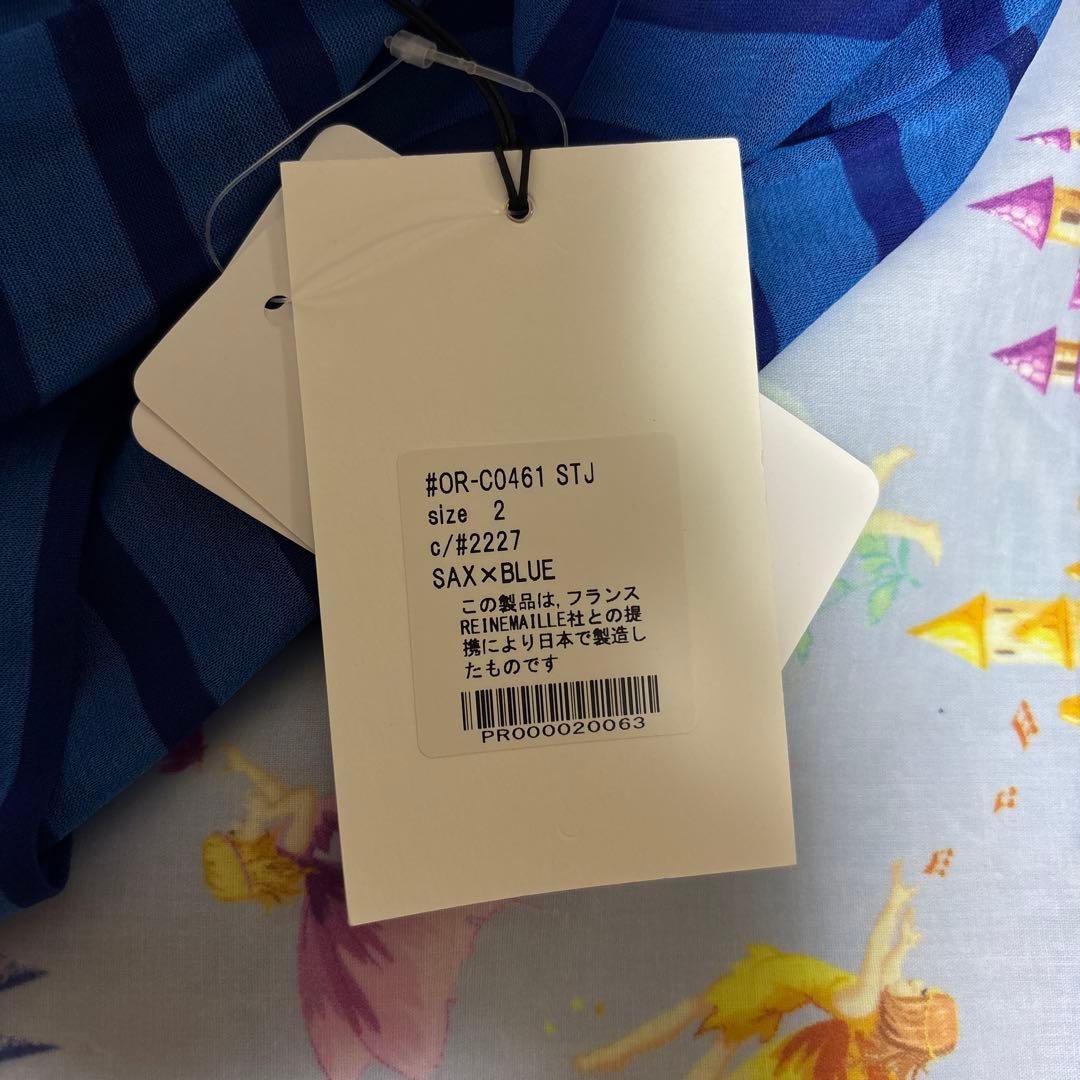 #OR-C0461 STJ
size 2
c/#2227
SAX×BLUE
この製品は,フランス
REINEMAILLE社との提
携により日本で製造し
たものです
PR000020063